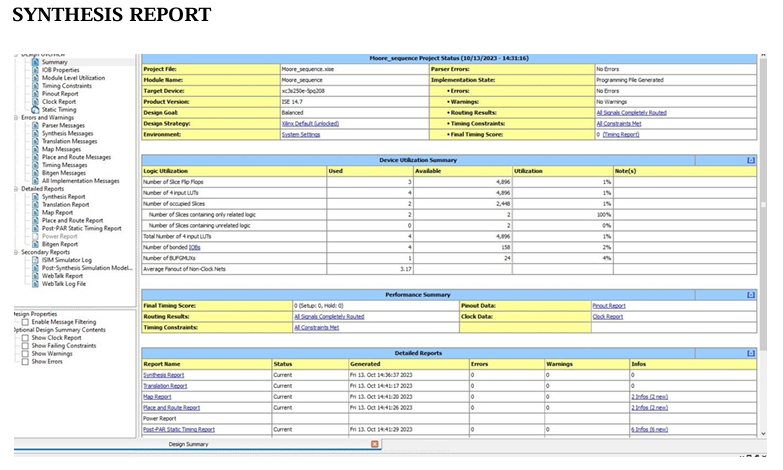 SYNTHESIS REPORT
Design Overview
Summary
IOB Properties
Module Level Utilization
Timing Constraints
Pinout Report
Clock Report
Static Timing
Errors and Warnings
Parser Messages
Synthesis Messages
Translation Messages
Map Messages
Place and Route Messages
Timing Messages
Bitgen Messages
All Implementation Messages
Detailed Reports
Synthesis Report
Translation Report
Map Report
Place and Route Report
Post-PAR Static Timing Report
Power Report
Bitgen Report
Secondary Reports
ISIM Simulator Log
Post-Synthesis Simulation Model...
WebTalk Report
WebTalk Log File
Design Properties
Enable Message Filtering
Optional Design Summary Contents
Show Clock Report
Show Failing Constraints
Show Warnings
Show Errors
Moore_sequence Project Status (10/13/2023 - 14:31:16)
Project File: Moore_sequence.xise Parser Errors: No Errors
Module Name: Moore_sequence Implementation State: Programming File Generated
Target Device: xc3s250e-5pq208 • Errors: No Errors
Product Version: ISE 14.7 • Warnings: No Warnings
Design Goal: Balanced • Routing Results: All Signals Completely Routed
Design Strategy: Xilinx Default (unlocked) • Timing Constraints: All Constraints Met
Environment: System Settings • Final Timing Score: 0 (Timing Report)
Device Utilization Summary [-]
Logic Utilization Used Available Utilization Note(s)
Number of Slice Flip Flops 3 4,896 1%
Number of 4 input LUTs 4 4,896 1%
Number of occupied Slices 2 2,448 1%
Number of Slices containing only related logic 2 2 100%
Number of Slices containing unrelated logic 0 2 0%
Total Number of 4 input LUTs 4 4,896 1%
Number of bonded IOBs 4 158 2%
Number of BUFGMUXs 1 24 4%
Average Fanout of Non-Clock Nets 3.17
Performance Summary [-]
Final Timing Score: 0 (Setup: 0, Hold: 0) Pinout Data: Pinout Report
Routing Results: All Signals Completely Routed Clock Data: Clock Report
Timing Constraints: All Constraints Met
Detailed Reports [-]
Report Name Status Generated Errors Warnings Infos
Synthesis Report Current Fri 13. Oct 14:36:37 2023 0 0 0
Translation Report Current Fri 13. Oct 14:41:17 2023 0 0 0
Map Report Current Fri 13. Oct 14:41:20 2023 0 0 2 Infos (2 new)
Place and Route Report Current Fri 13. Oct 14:41:26 2023 0 0 2 Infos (2 new)
Power Report
Post-PAR Static Timing Report Current Fri 13. Oct 14:41:29 2023 0 0 6 Infos (6 new)
Design Summary